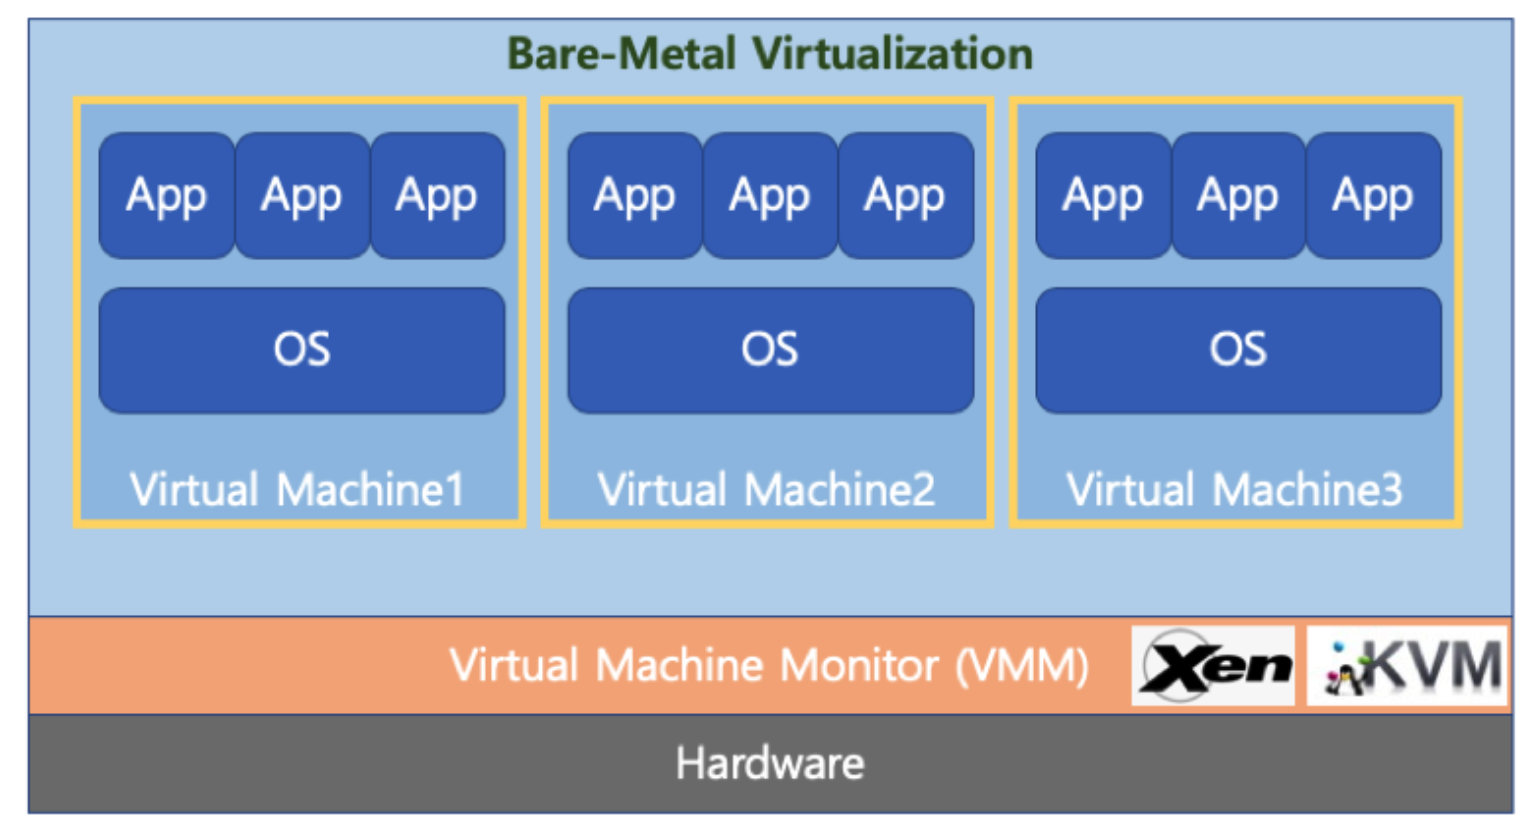 Bare-Metal Virtualization
App App App
OS
Virtual Machine1
App App App
OS
Virtual Machine2
App App App
OS
Virtual Machine3
Virtual Machine Monitor (VMM)
Xen
KVM
Hardware